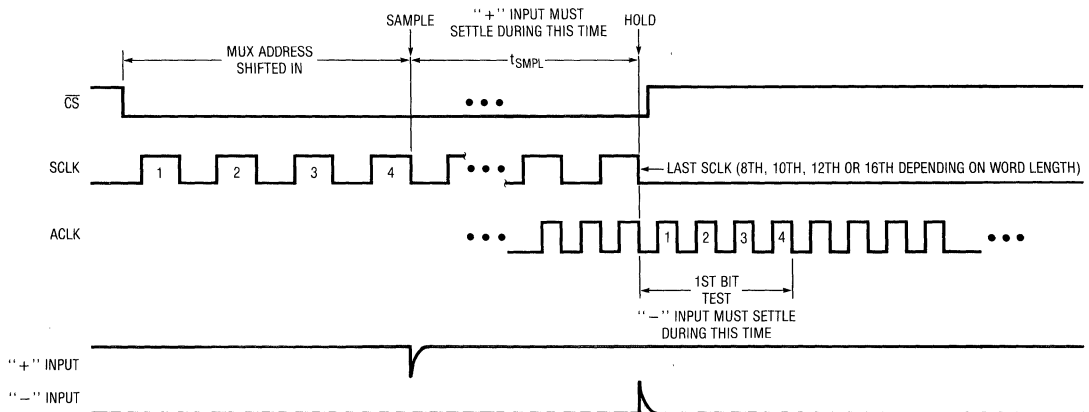 SAMPLE
"+" INPUT MUST
SETTLE DURING THIS TIME
HOLD
MUX ADDRESS
SHIFTED IN
tSMPL
CS
SCLK
1 2 3 4
LAST SCLK (8TH, 10TH, 12TH OR 16TH DEPENDING ON WORD LENGTH)
ACLK
1 2 3 4
1ST BIT
TEST
"−" INPUT MUST SETTLE
DURING THIS TIME
"+" INPUT
"−" INPUT